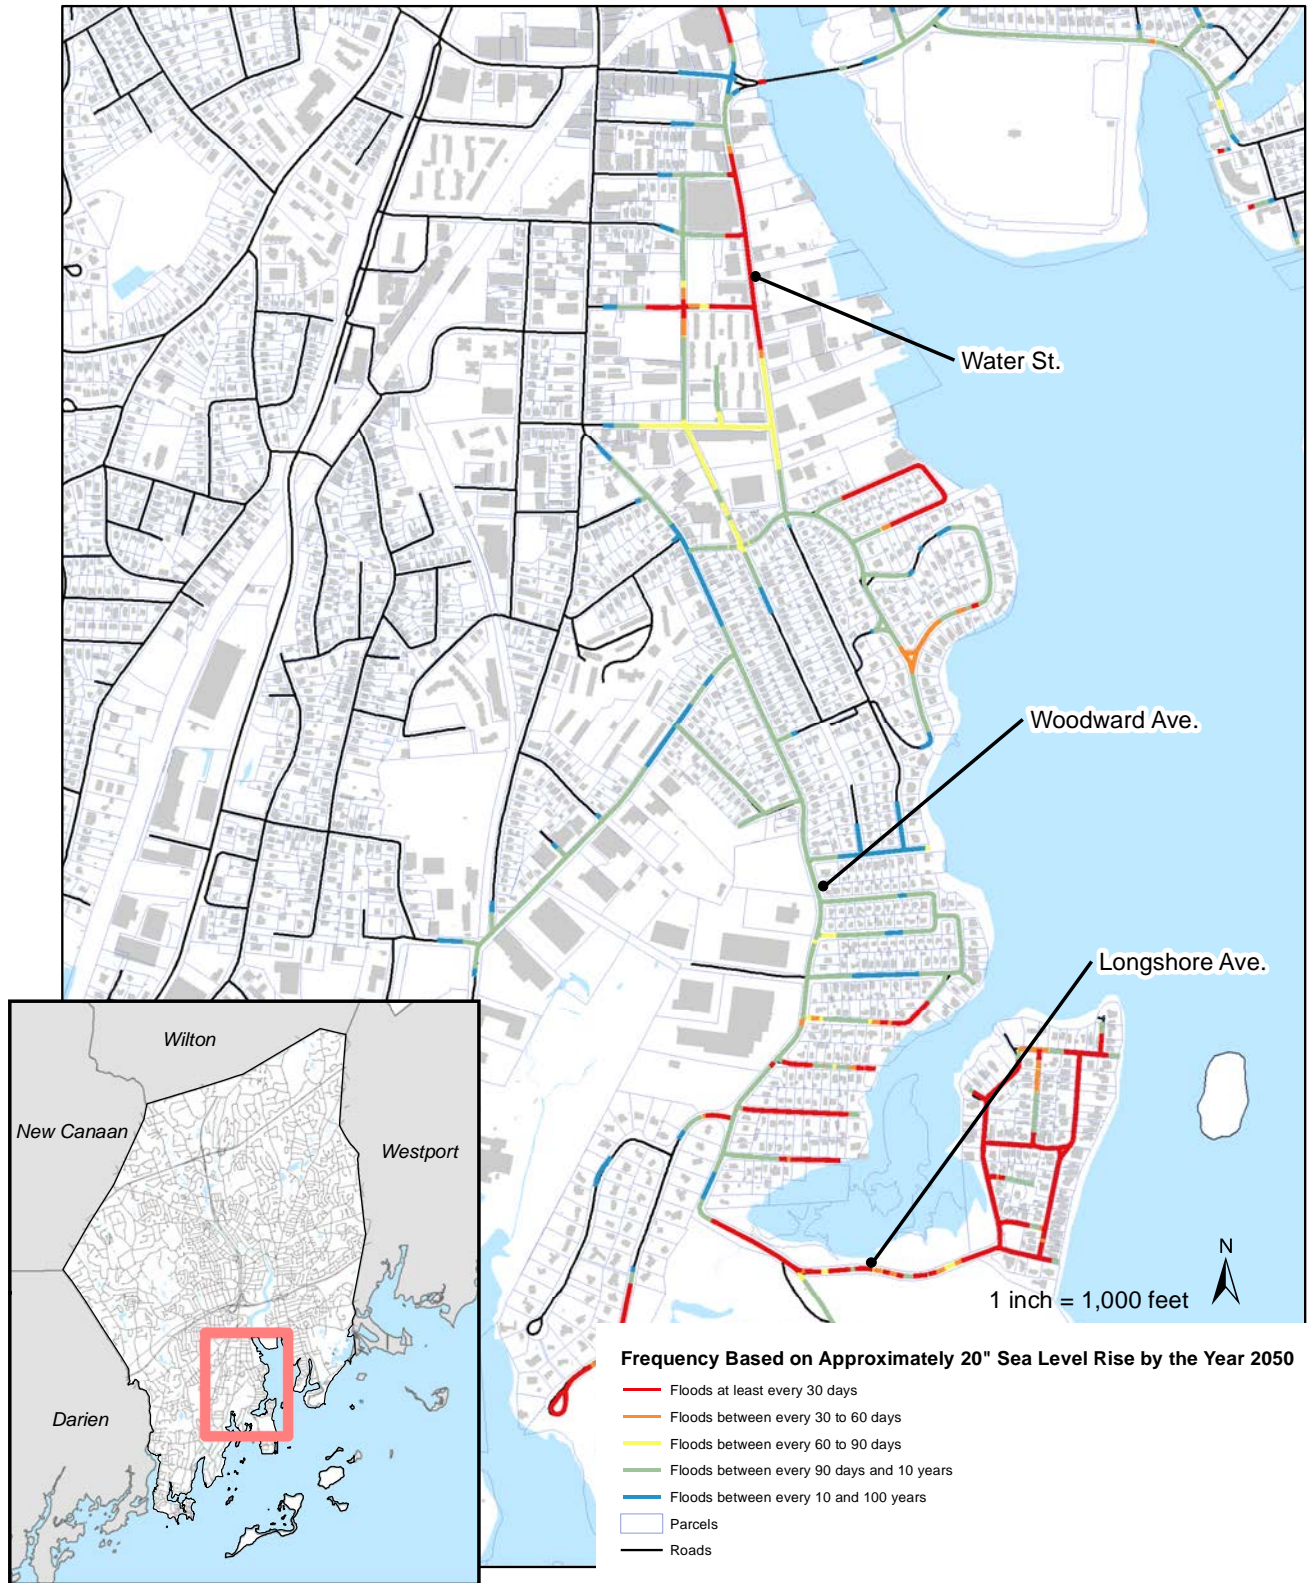 Water St.
Woodward Ave.
Longshore Ave.
Wilton
New Canaan
Westport
Darien
N
1 inch = 1,000 feet
Frequency Based on Approximately 20" Sea Level Rise by the Year 2050
Floods at least every 30 days
Floods between every 30 to 60 days
Floods between every 60 to 90 days
Floods between every 90 days and 10 years
Floods between every 10 and 100 years
Parcels
Roads